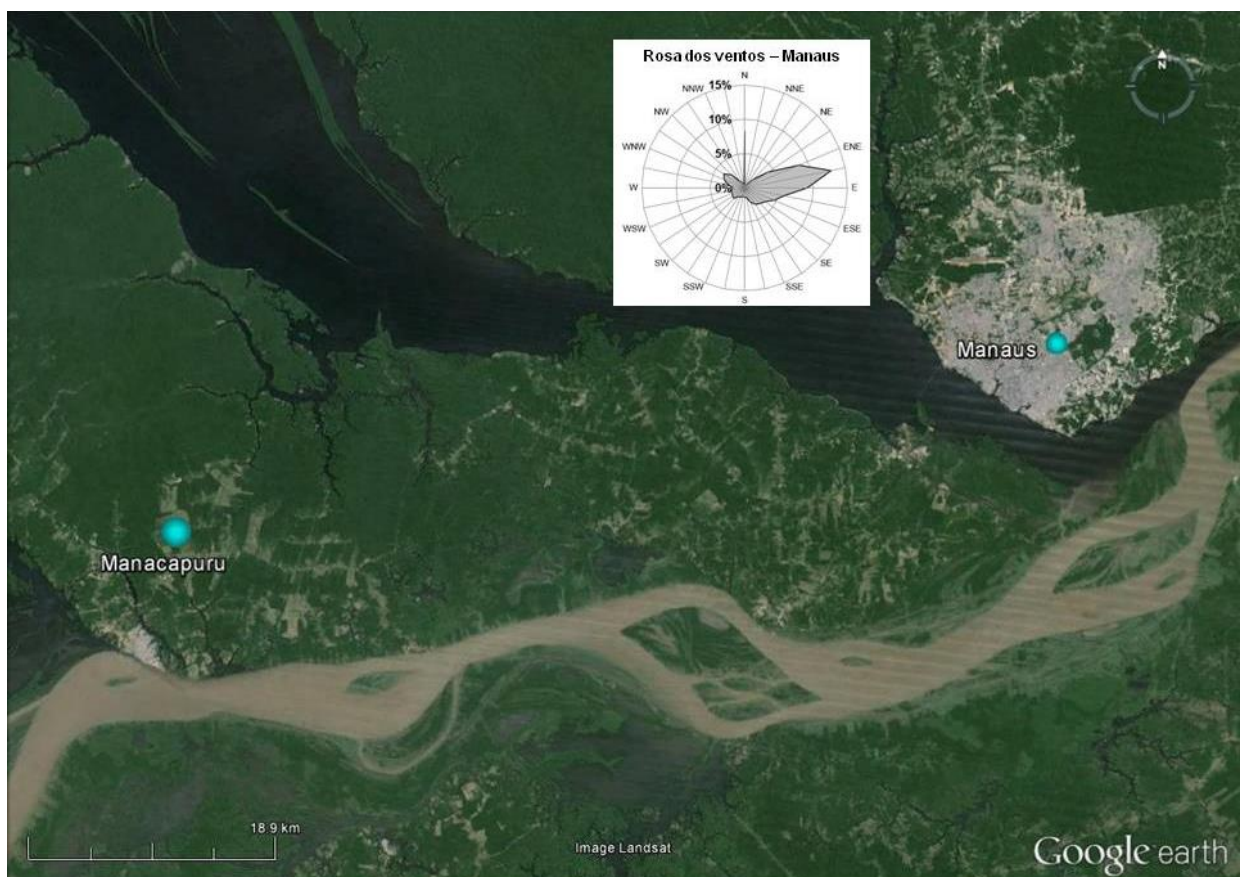 Rosa dos ventos – Manaus
N
15%
NNW
NNE
NW
10%
NE
WNW
5%
ENE
W
0%
E
WSW
ESE
SW
SE
SSW
SSE
S
N
Manaus
Manacapuru
18.9 km
Image Landsat
Google earth